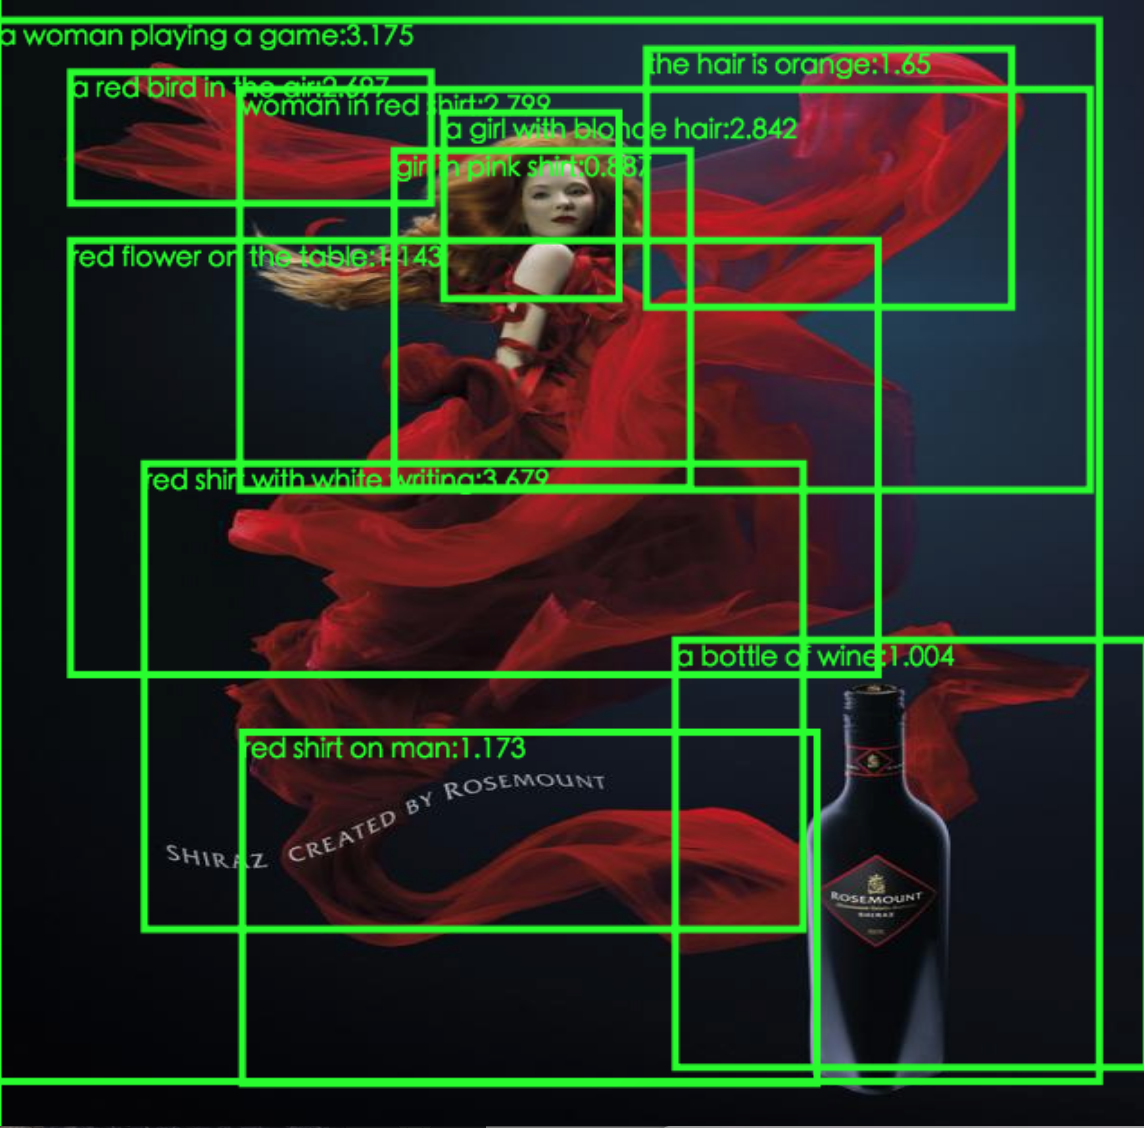 a woman playing a game:3.175
the hair is orange:1.65
a red bird in the air:2.697
woman in red shirt:2.799
a girl with blonde hair:2.842
girl in pink shirt:0.887
red flower on the table:1.143
red shirt with white writing:3.679
a bottle of wine:1.004
red shirt on man:1.173
SHIRAZ CREATED BY ROSEMOUNT
ROSEMOUNT
SHIRAZ